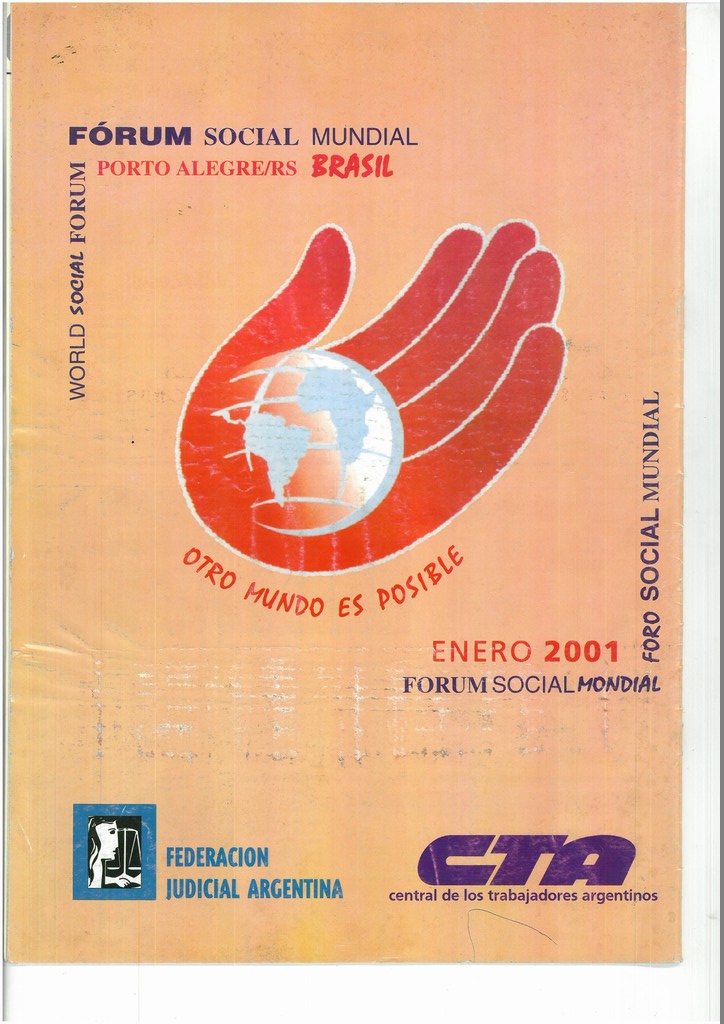 FÓRUM SOCIAL MUNDIAL
PORTO ALEGRE/RS BRASIL
WORLD SOCIAL FORUM
OTRO MUNDO ES POSIBLE
FORO SOCIAL MUNDIAL
ENERO 2001
FORUM SOCIAL MONDIAL
FEDERACION
JUDICIAL ARGENTINA
CTA
central de los trabajadores argentinos